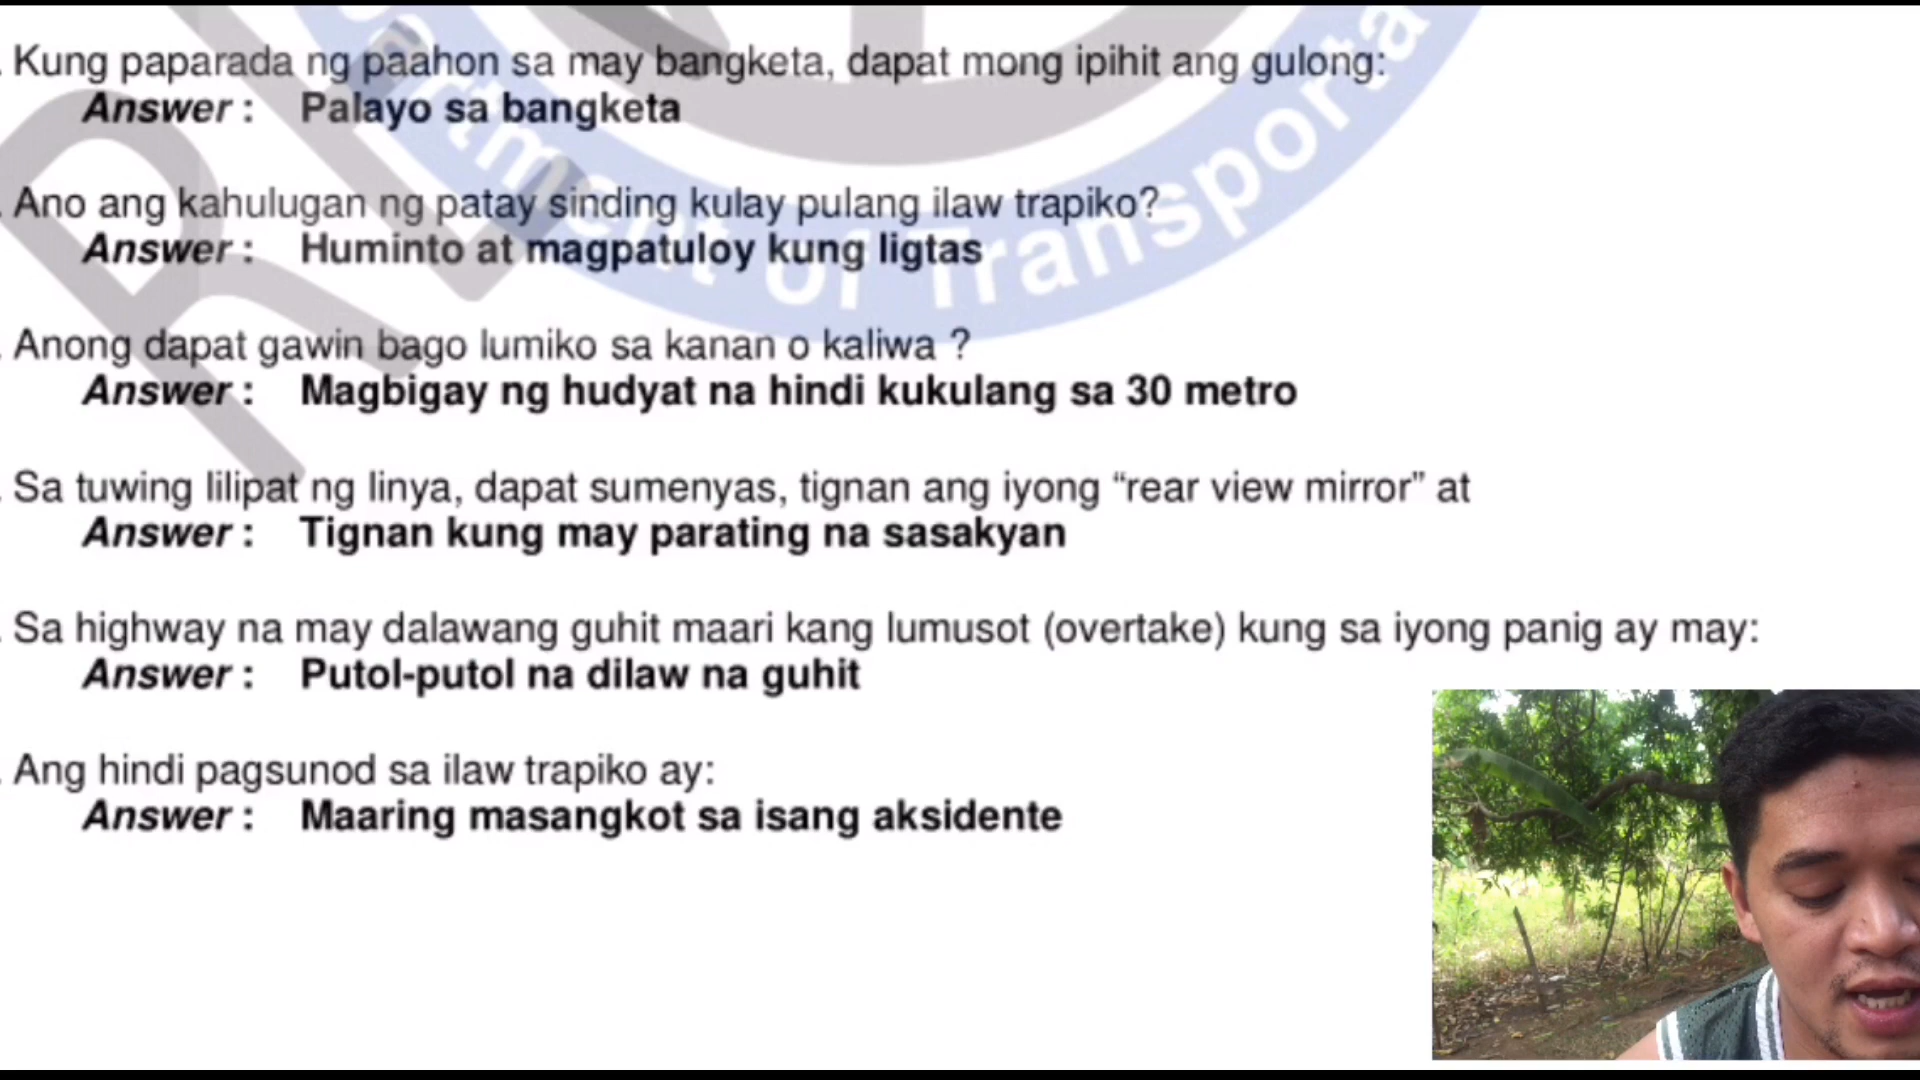 . Kung paparada ng paahon sa may bangketa, dapat mong ipihit ang gulong:
Answer : Palayo sa bangketa
. Ano ang kahulugan ng patay sinding kulay pulang ilaw trapiko?
Answer : Huminto at magpatuloy kung ligtas
. Anong dapat gawin bago lumiko sa kanan o kaliwa ?
Answer : Magbigay ng hudyat na hindi kukulang sa 30 metro
. Sa tuwing lilipat ng linya, dapat sumenyas, tignan ang iyong “rear view mirror” at
Answer : Tignan kung may parating na sasakyan
. Sa highway na may dalawang guhit maari kang lumusot (overtake) kung sa iyong panig ay may:
Answer : Putol-putol na dilaw na guhit
. Ang hindi pagsunod sa ilaw trapiko ay:
Answer : Maaring masangkot sa isang aksidente
artment of Transporta